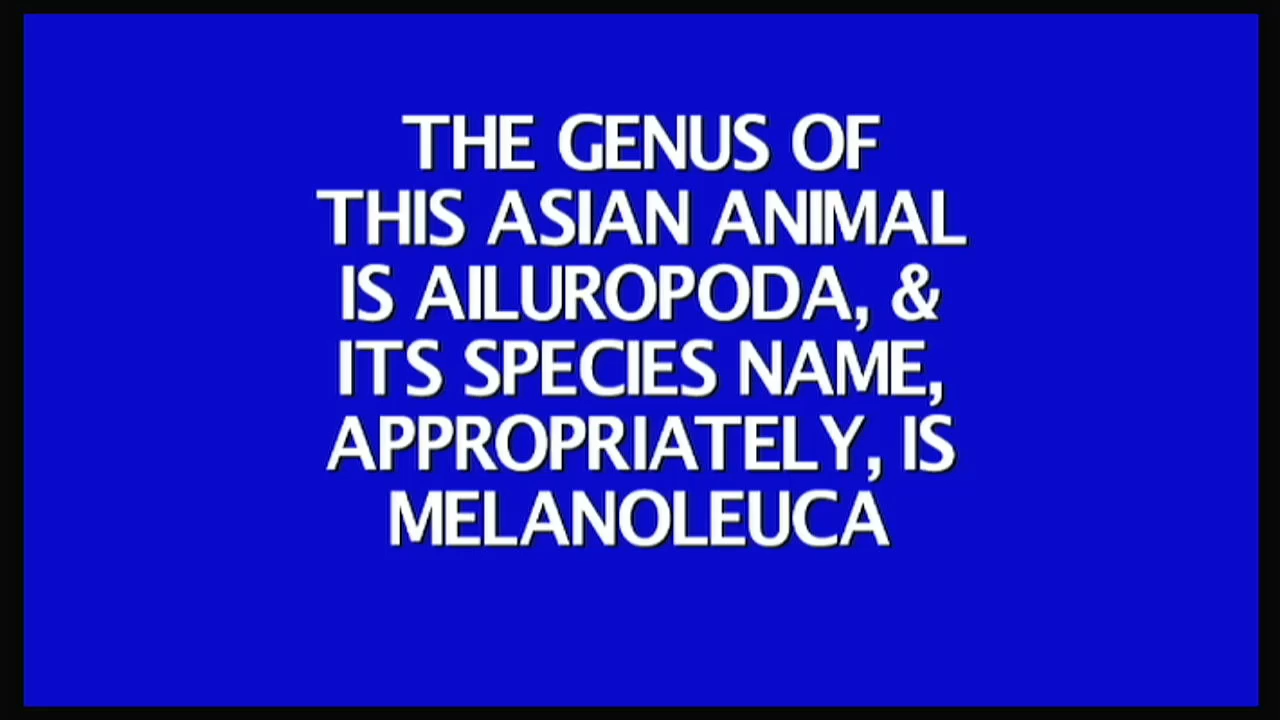 THE GENUS OF
THIS ASIAN ANIMAL
IS AILUROPODA, &
ITS SPECIES NAME,
APPROPRIATELY, IS
MELANOLEUCA